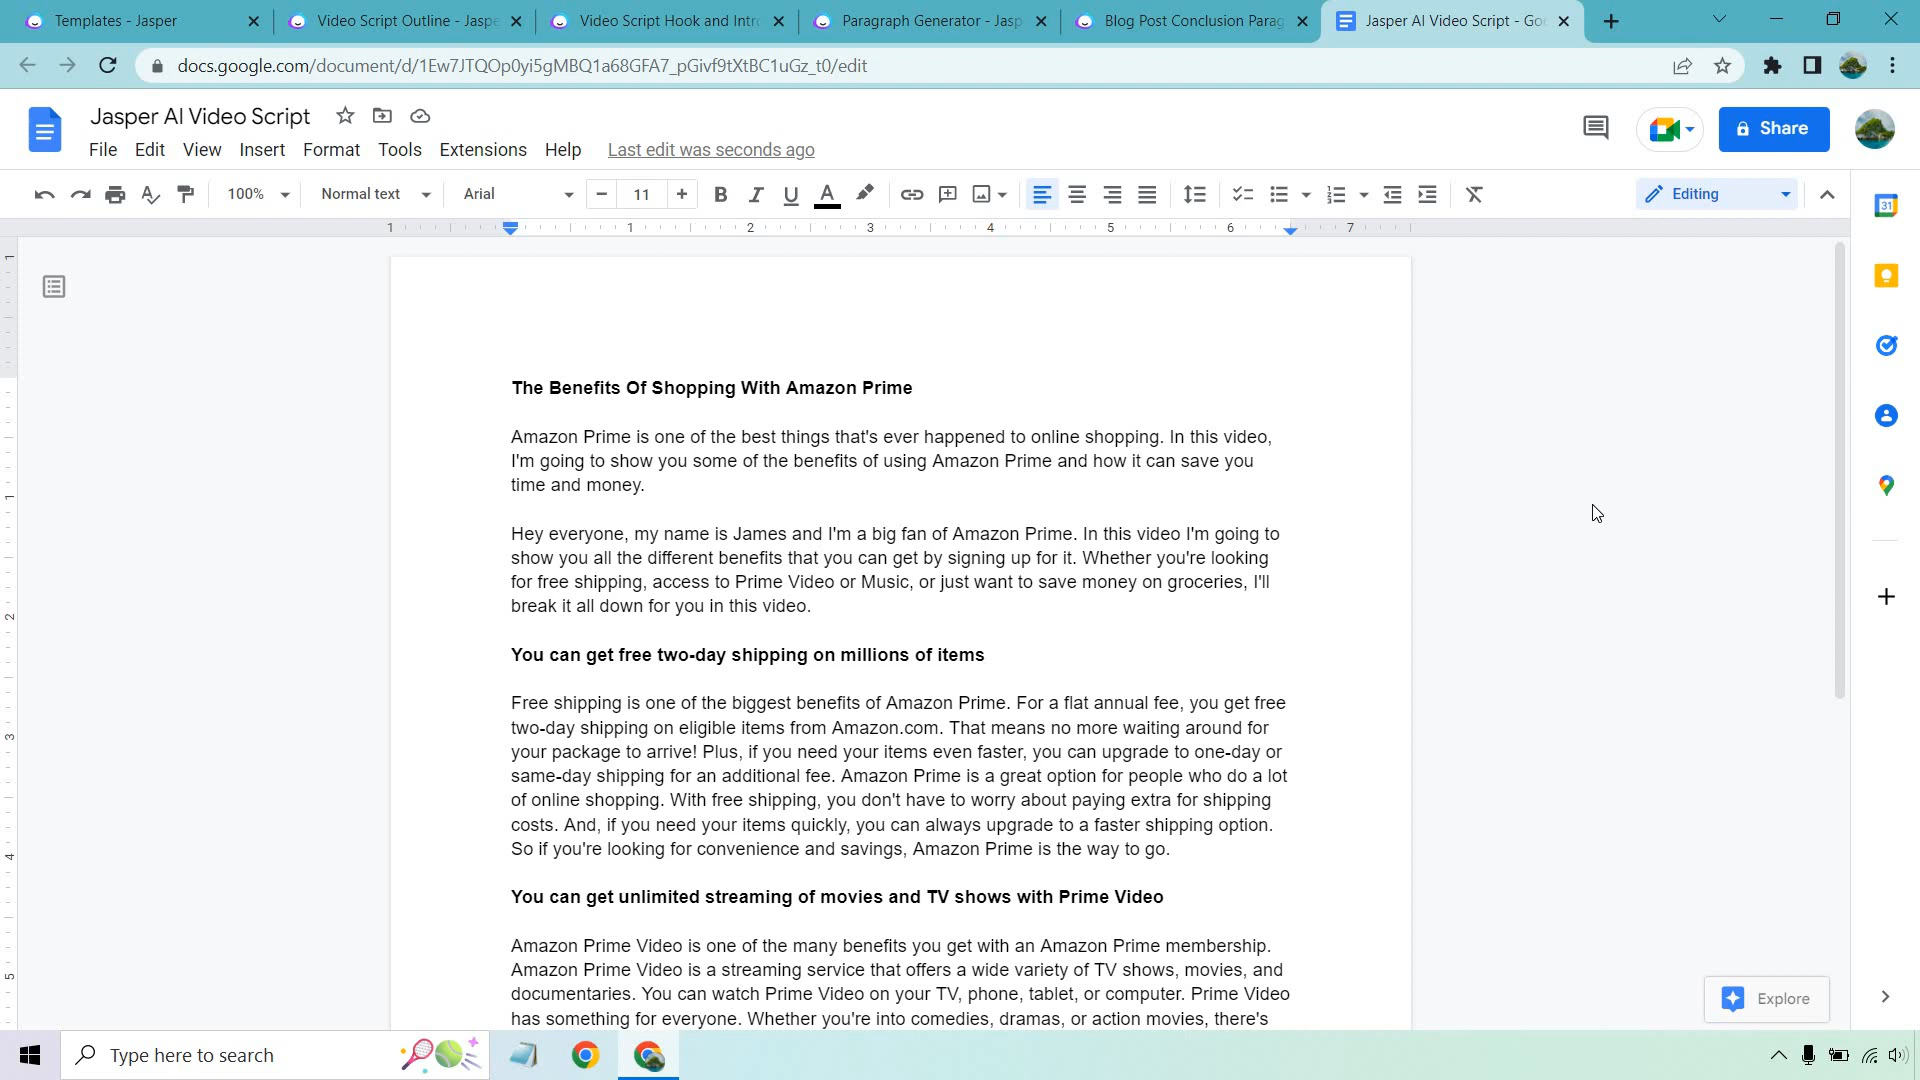 Templates - Jasper
Video Script Outline - Jaspe
Video Script Hook and Intro
Paragraph Generator - Jasp
Blog Post Conclusion Parag
Jasper AI Video Script - Goo
docs.google.com/document/d/1Ew7JTQOp0yi5gMBQ1a68GFA7_pGivf9tXtBC1uGz_t0/edit
Jasper AI Video Script
File Edit View Insert Format Tools Extensions Help Last edit was seconds ago
Share
100% Normal text Arial 11 Editing
1 1 2 3 4 5 6 7
31
The Benefits Of Shopping With Amazon Prime
Amazon Prime is one of the best things that's ever happened to online shopping. In this video,
I'm going to show you some of the benefits of using Amazon Prime and how it can save you
time and money.
Hey everyone, my name is James and I'm a big fan of Amazon Prime. In this video I'm going to
show you all the different benefits that you can get by signing up for it. Whether you're looking
for free shipping, access to Prime Video or Music, or just want to save money on groceries, I'll
break it all down for you in this video.
You can get free two-day shipping on millions of items
Free shipping is one of the biggest benefits of Amazon Prime. For a flat annual fee, you get free
two-day shipping on eligible items from Amazon.com. That means no more waiting around for
your package to arrive! Plus, if you need your items even faster, you can upgrade to one-day or
same-day shipping for an additional fee. Amazon Prime is a great option for people who do a lot
of online shopping. With free shipping, you don't have to worry about paying extra for shipping
costs. And, if you need your items quickly, you can always upgrade to a faster shipping option.
So if you're looking for convenience and savings, Amazon Prime is the way to go.
You can get unlimited streaming of movies and TV shows with Prime Video
Amazon Prime Video is one of the many benefits you get with an Amazon Prime membership.
Amazon Prime Video is a streaming service that offers a wide variety of TV shows, movies, and
documentaries. You can watch Prime Video on your TV, phone, tablet, or computer. Prime Video
has something for everyone. Whether you're into comedies, dramas, or action movies, there's
1
1
2
3
4
5
Explore
Type here to search